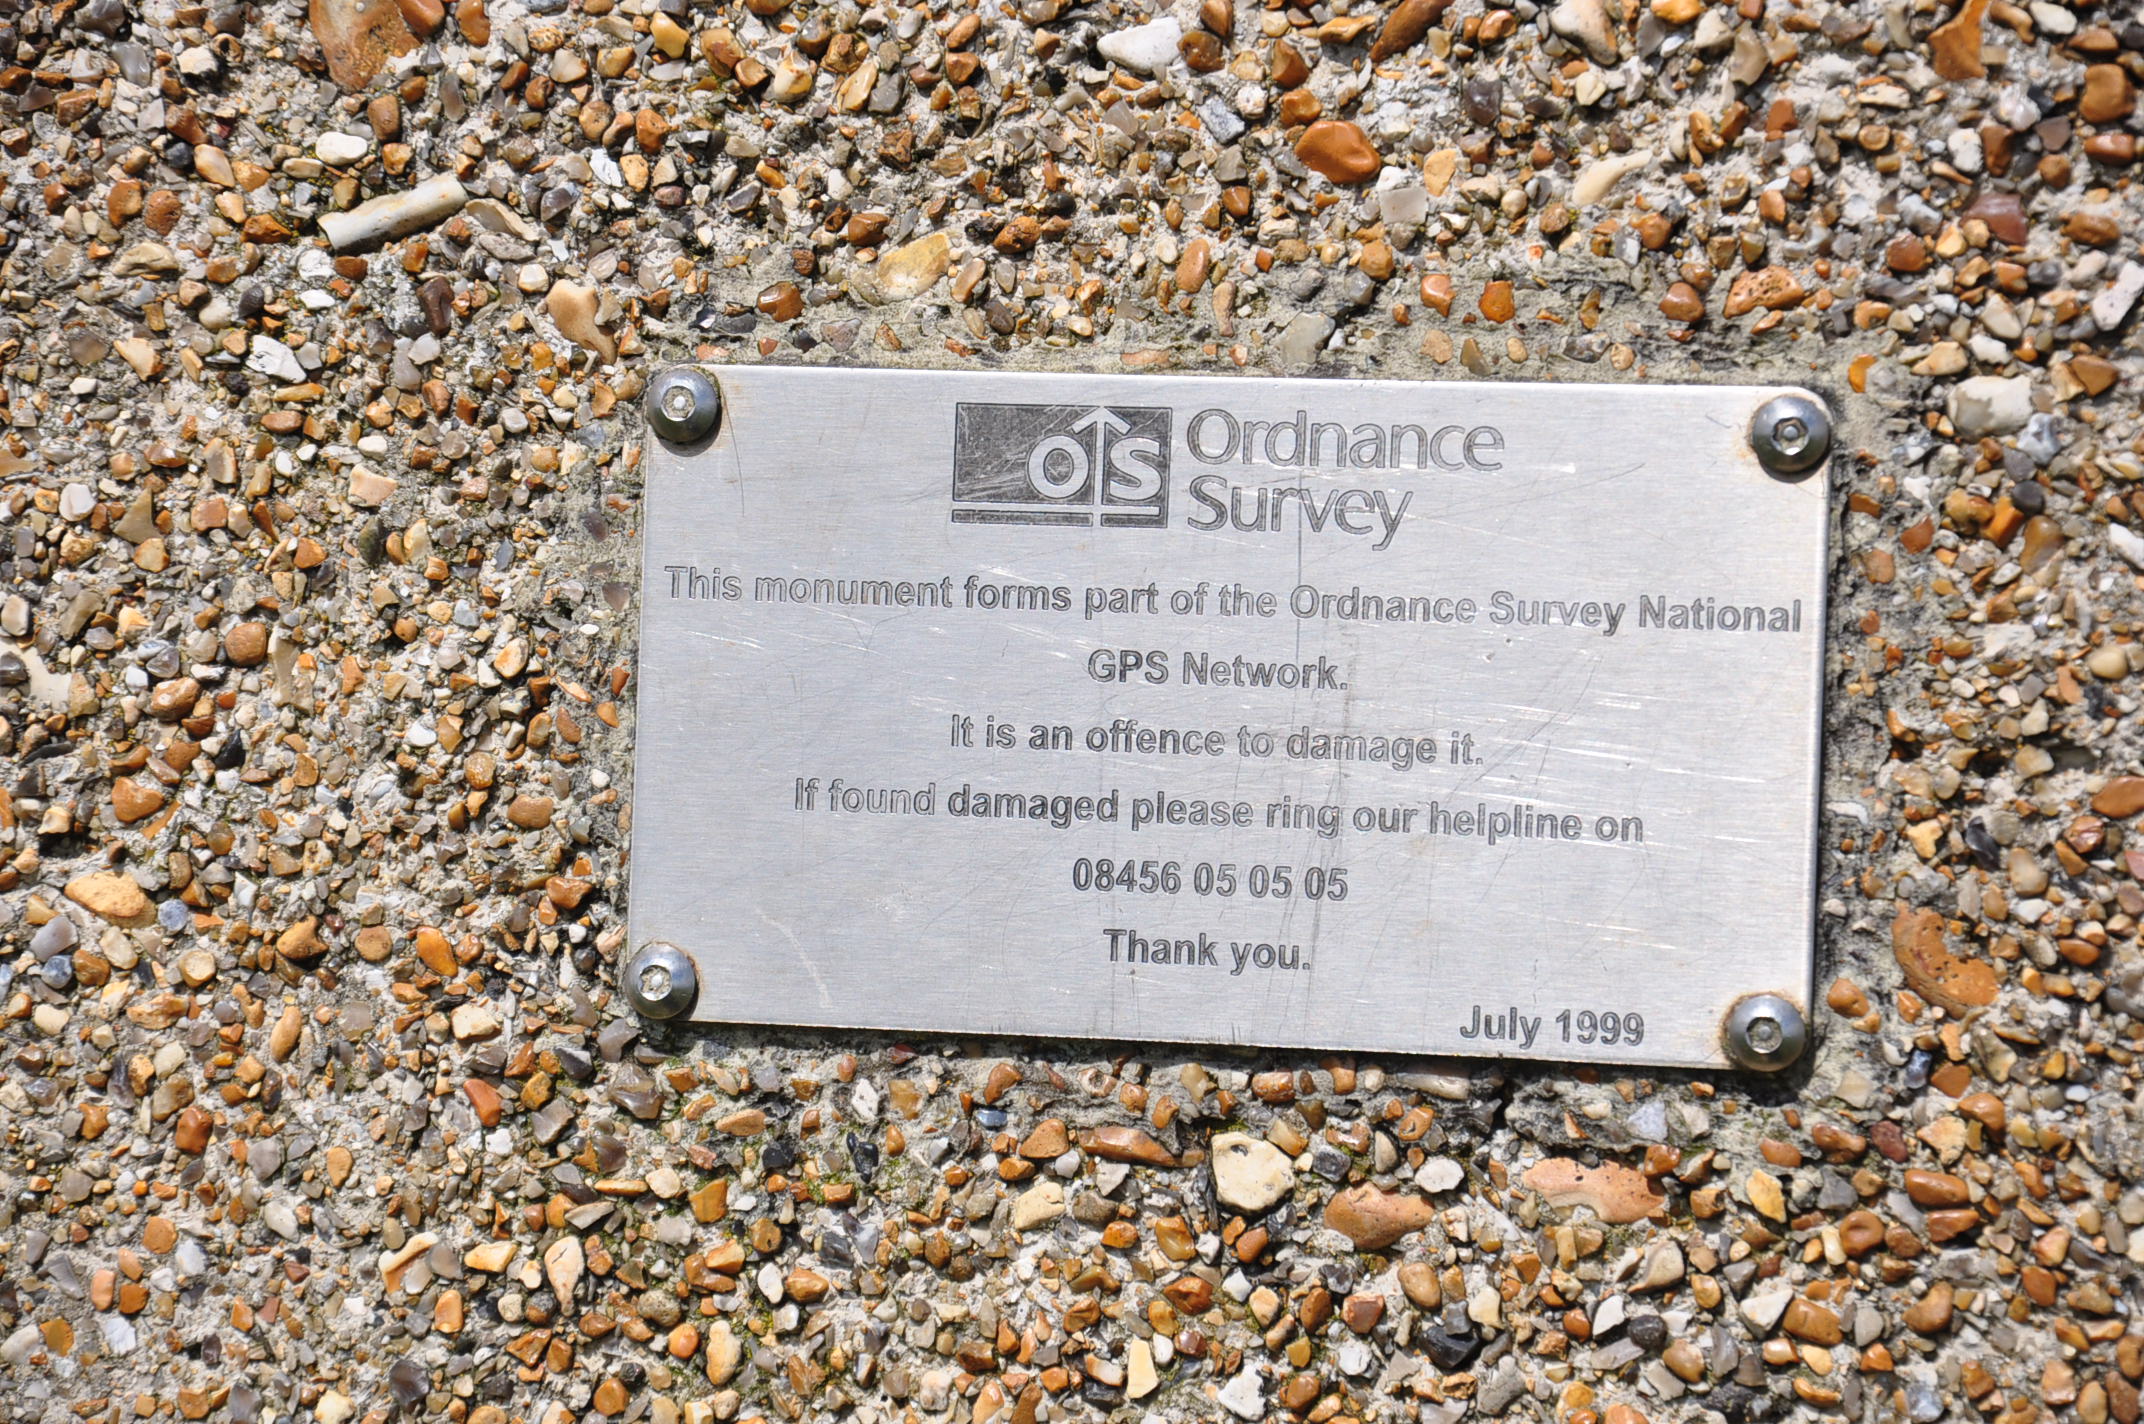 OS Ordnance
Survey
This monument forms part of the Ordnance Survey National
GPS Network.
It is an offence to damage it.
If found damaged please ring our helpline on
08456 05 05 05
Thank you.
July 1999